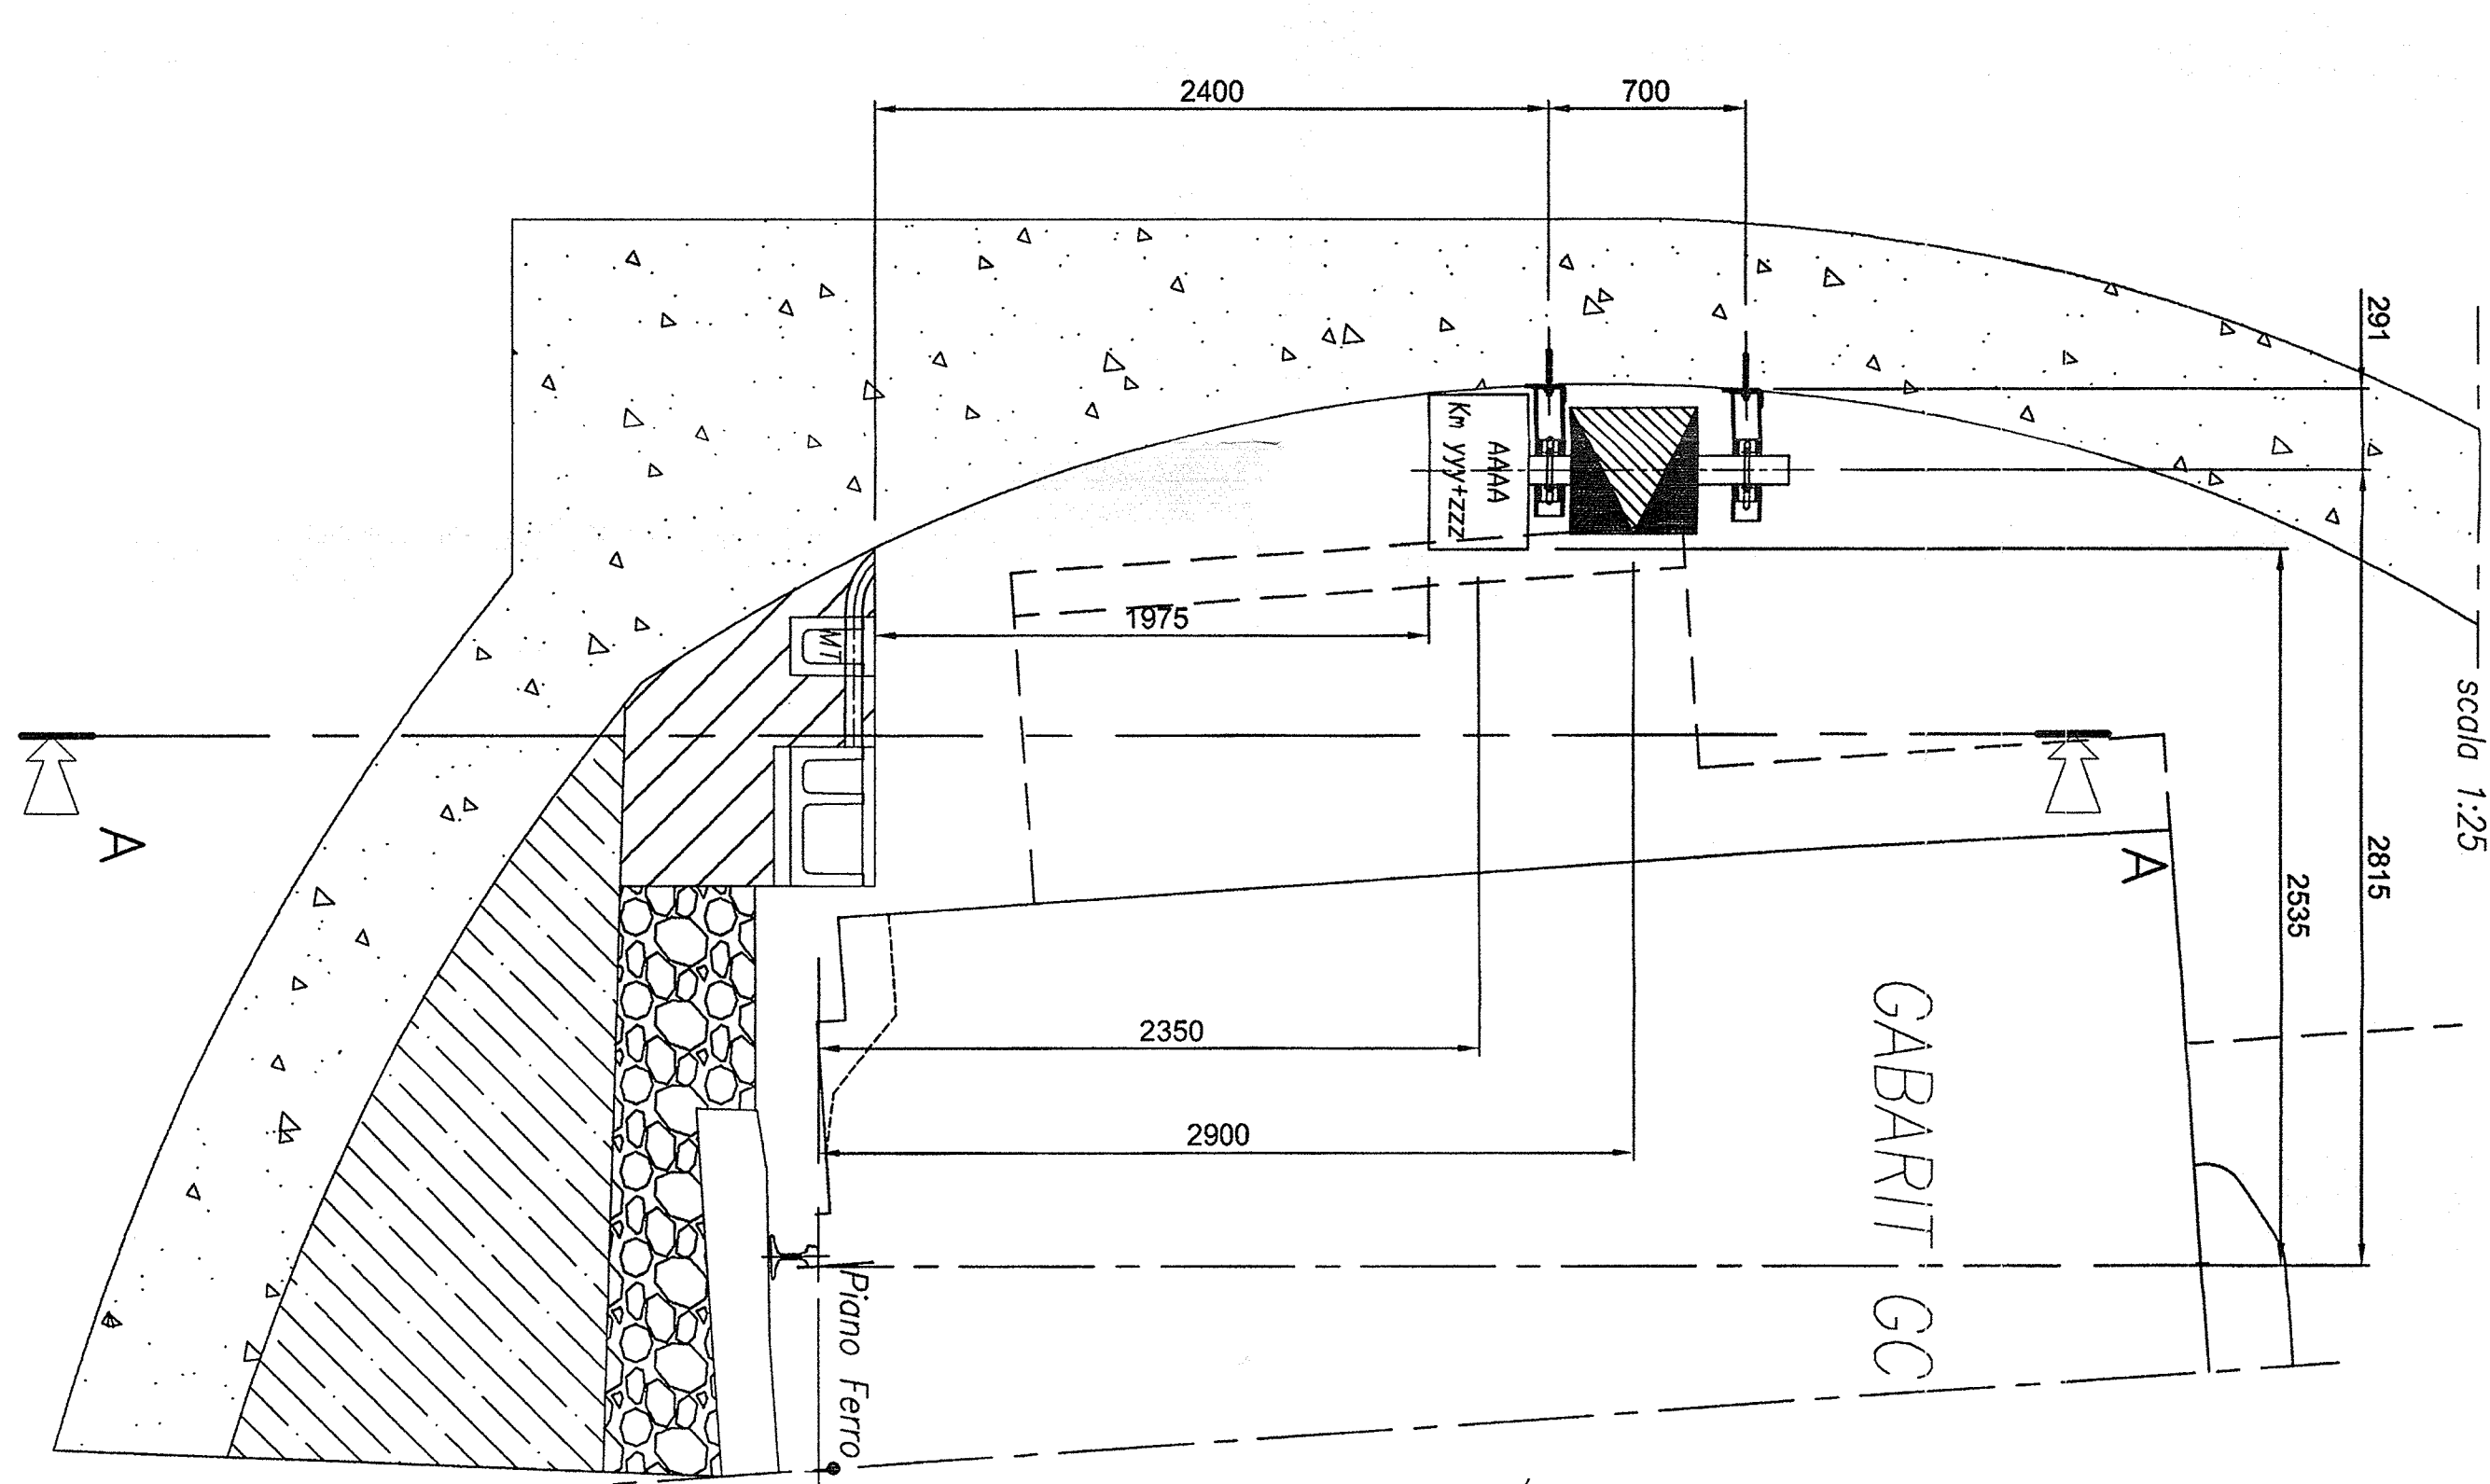 2400
700
291
scala 1:25
AAAA
Km yyy+zzz
1975
MT
A
A
2815
2535
2350
2900
GABARIT GC
Piano Ferro